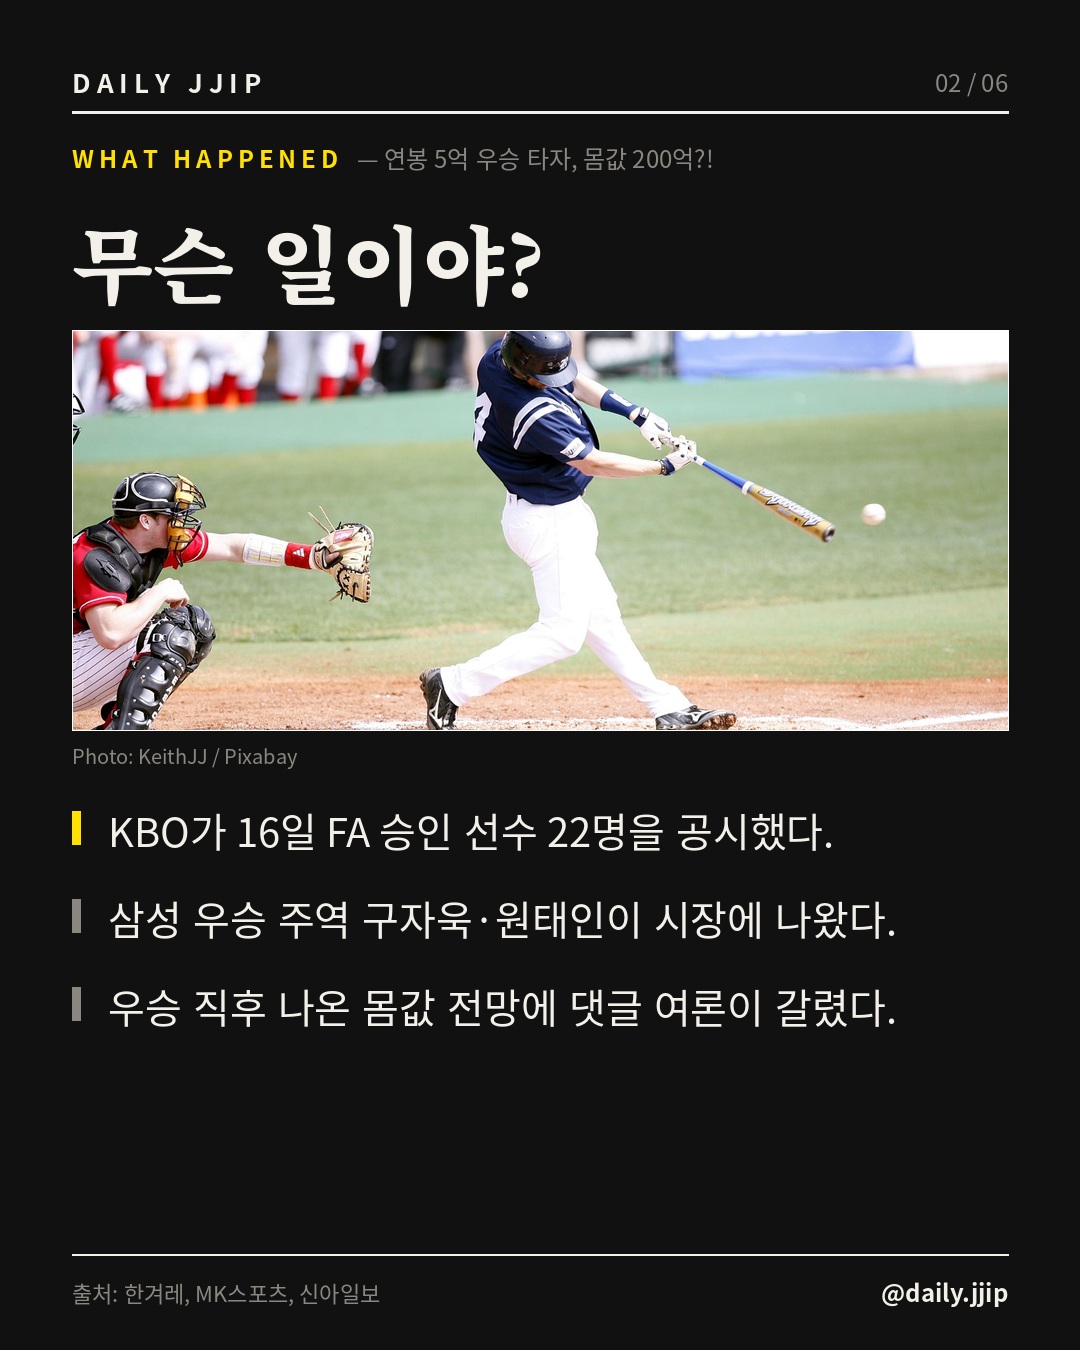 DAILY JJIP
02 / 06
WHAT HAPPENED — 연봉 5억 우승 타자, 몸값 200억?!
무슨 일이야?
Photo: KeithJJ / Pixabay
KBO가 16일 FA 승인 선수 22명을 공시했다.
삼성 우승 주역 구자욱·원태인이 시장에 나왔다.
우승 직후 나온 몸값 전망에 댓글 여론이 갈렸다.
출처: 한겨레, MK스포츠, 신아일보
@daily.jjip